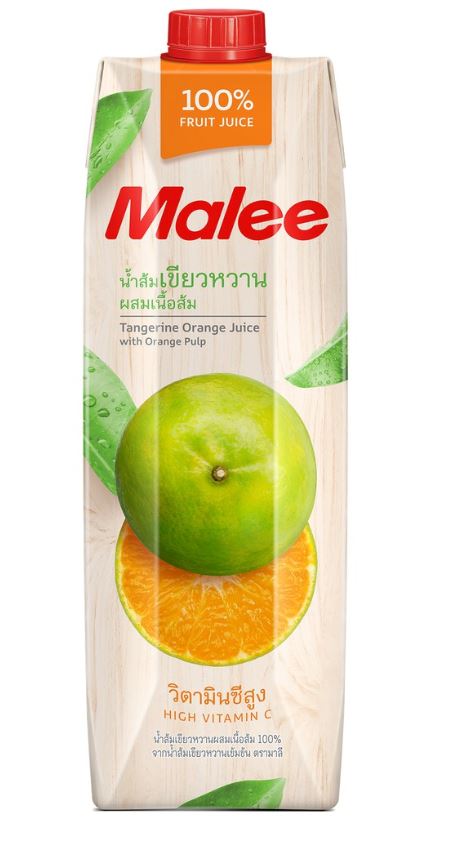 100%
FRUIT JUICE
Malee
น้ำส้มเขียวหวาน
ผสมเนื้อส้ม
Tangerine Orange Juice
with Orange Pulp
วิตามินซีสูง
HIGH VITAMIN C
น้ำส้มเขียวหวานผสมเนื้อส้ม 100%
จากน้ำส้มเขียวหวานเข้มข้น ตรามาลี